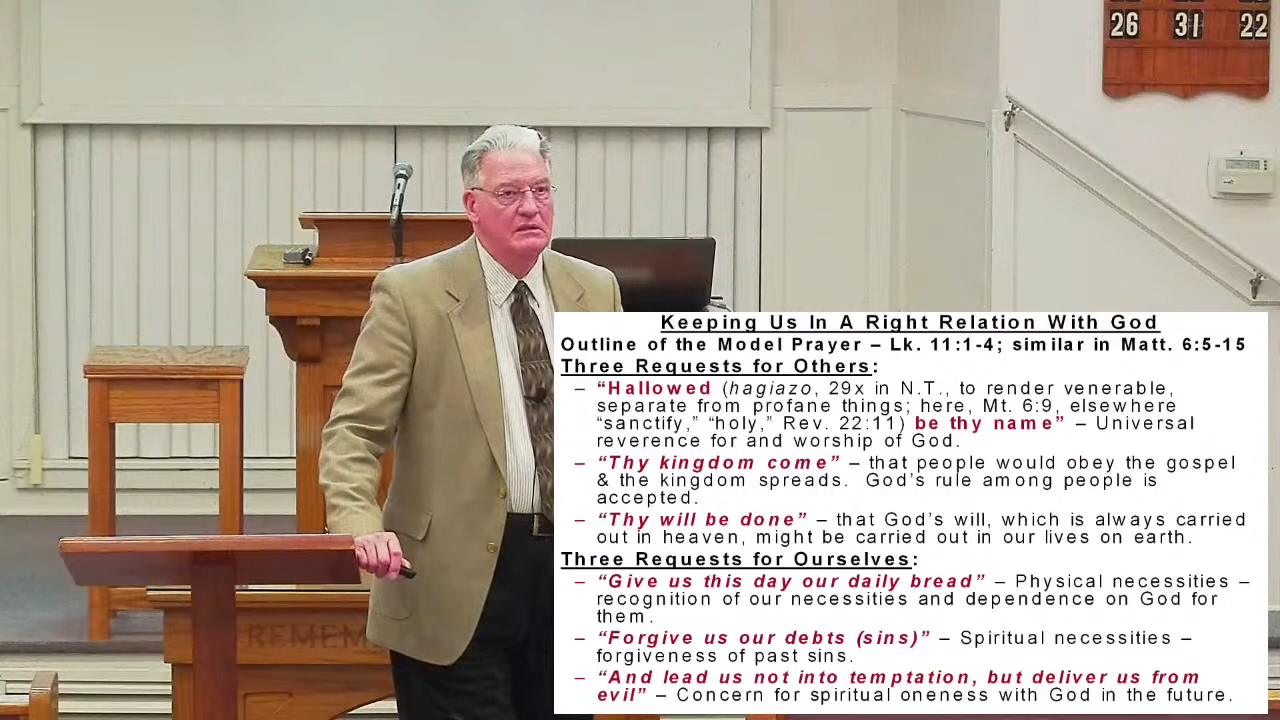 26 31 22
Keeping Us In A Right Relation With God
Outline of the Model Prayer – Lk. 11:1-4; similar in Matt. 6:5-15
Three Requests for Others:
– “Hallowed (hagiazo, 29x in N.T., to render venerable,
separate from profane things; here, Mt. 6:9, elsewhere
“sanctify,” “holy,” Rev. 22:11) be thy name” – Universal
reverence for and worship of God.
– “Thy kingdom come” – that people would obey the gospel
& the kingdom spreads. God’s rule among people is
accepted.
– “Thy will be done” – that God’s will, which is always carried
out in heaven, might be carried out in our lives on earth.
Three Requests for Ourselves:
– “Give us this day our daily bread” – Physical necessities –
recognition of our necessities and dependence on God for
them.
– “Forgive us our debts (sins)” – Spiritual necessities –
forgiveness of past sins.
– “And lead us not into temptation, but deliver us from
evil” – Concern for spiritual oneness with God in the future.
REMEM